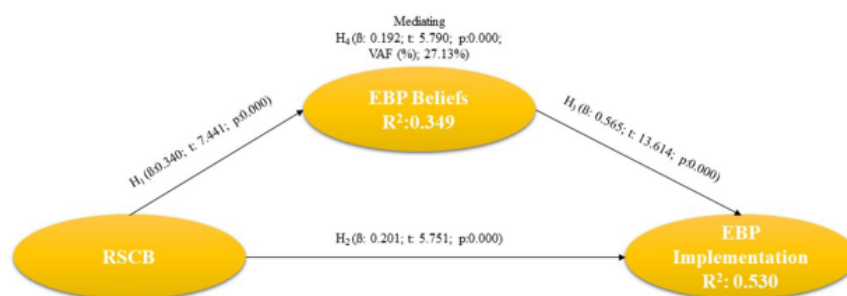 Mediating
H₄ (ß: 0.192; t: 5.790; p:0.000;
VAF (%); 27.13%)
EBP Beliefs
R²:0.349
H₁ (ß:0.340; t: 7.441; p:0.000)
H₃ (ß: 0.565; t: 13.614; p:0.000)
H₂ (ß: 0.201; t: 5.751; p:0.000)
RSCB
EBP
Implementation
R²: 0.530